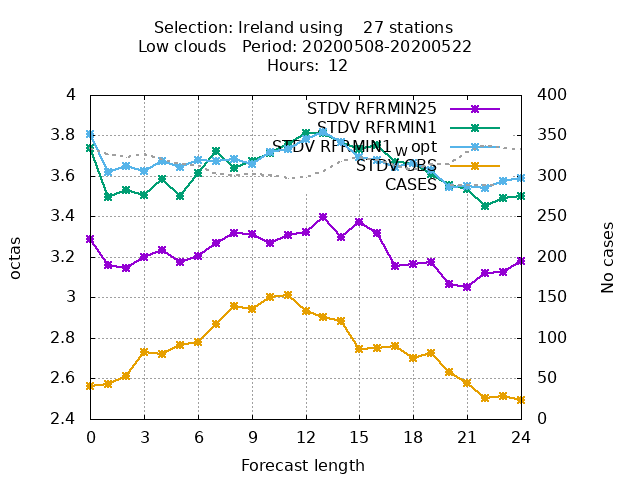 Selection: Ireland using 27 stations
Low clouds Period: 20200508-20200522
Hours: 12
STDV RFRMIN25
STDV RFRMIN1
STDV RFRMIN1w opt
STDV OBS
CASES
octas
4
3.8
3.6
3.4
3.2
3
2.8
2.6
2.4
400
350
300
250
200
150
100
50
0
No cases
0 3 6 9 12 15 18 21 24
Forecast length